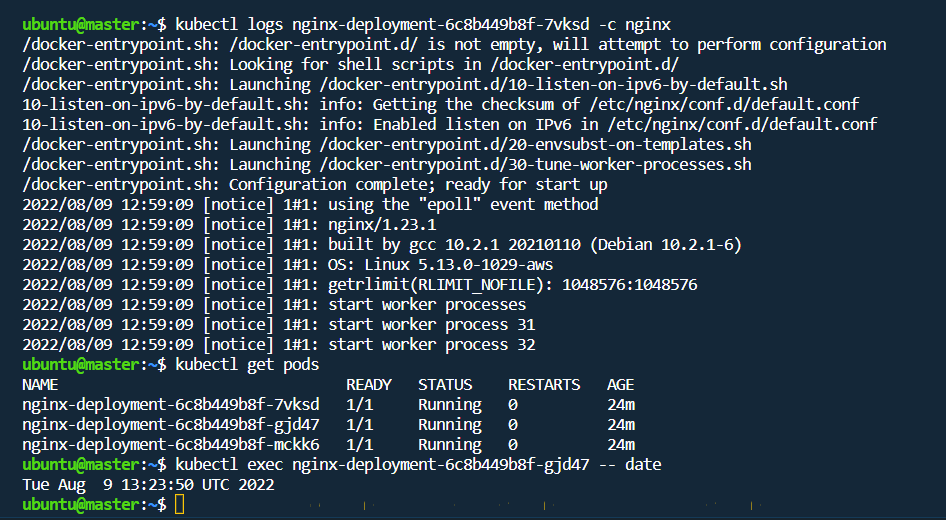 ubuntu@master:~$ kubectl logs nginx-deployment-6c8b449b8f-7vksd -c nginx
/docker-entrypoint.sh: /docker-entrypoint.d/ is not empty, will attempt to perform configuration
/docker-entrypoint.sh: Looking for shell scripts in /docker-entrypoint.d/
/docker-entrypoint.sh: Launching /docker-entrypoint.d/10-listen-on-ipv6-by-default.sh
10-listen-on-ipv6-by-default.sh: info: Getting the checksum of /etc/nginx/conf.d/default.conf
10-listen-on-ipv6-by-default.sh: info: Enabled listen on IPv6 in /etc/nginx/conf.d/default.conf
/docker-entrypoint.sh: Launching /docker-entrypoint.d/20-envsubst-on-templates.sh
/docker-entrypoint.sh: Launching /docker-entrypoint.d/30-tune-worker-processes.sh
/docker-entrypoint.sh: Configuration complete; ready for start up
2022/08/09 12:59:09 [notice] 1#1: using the "epoll" event method
2022/08/09 12:59:09 [notice] 1#1: nginx/1.23.1
2022/08/09 12:59:09 [notice] 1#1: built by gcc 10.2.1 20210110 (Debian 10.2.1-6)
2022/08/09 12:59:09 [notice] 1#1: OS: Linux 5.13.0-1029-aws
2022/08/09 12:59:09 [notice] 1#1: getrlimit(RLIMIT_NOFILE): 1048576:1048576
2022/08/09 12:59:09 [notice] 1#1: start worker processes
2022/08/09 12:59:09 [notice] 1#1: start worker process 31
2022/08/09 12:59:09 [notice] 1#1: start worker process 32
ubuntu@master:~$ kubectl get pods
NAME READY STATUS RESTARTS AGE
nginx-deployment-6c8b449b8f-7vksd 1/1 Running 0 24m
nginx-deployment-6c8b449b8f-gjd47 1/1 Running 0 24m
nginx-deployment-6c8b449b8f-mckk6 1/1 Running 0 24m
ubuntu@master:~$ kubectl exec nginx-deployment-6c8b449b8f-gjd47 -- date
Tue Aug  9 13:23:50 UTC 2022
ubuntu@master:~$